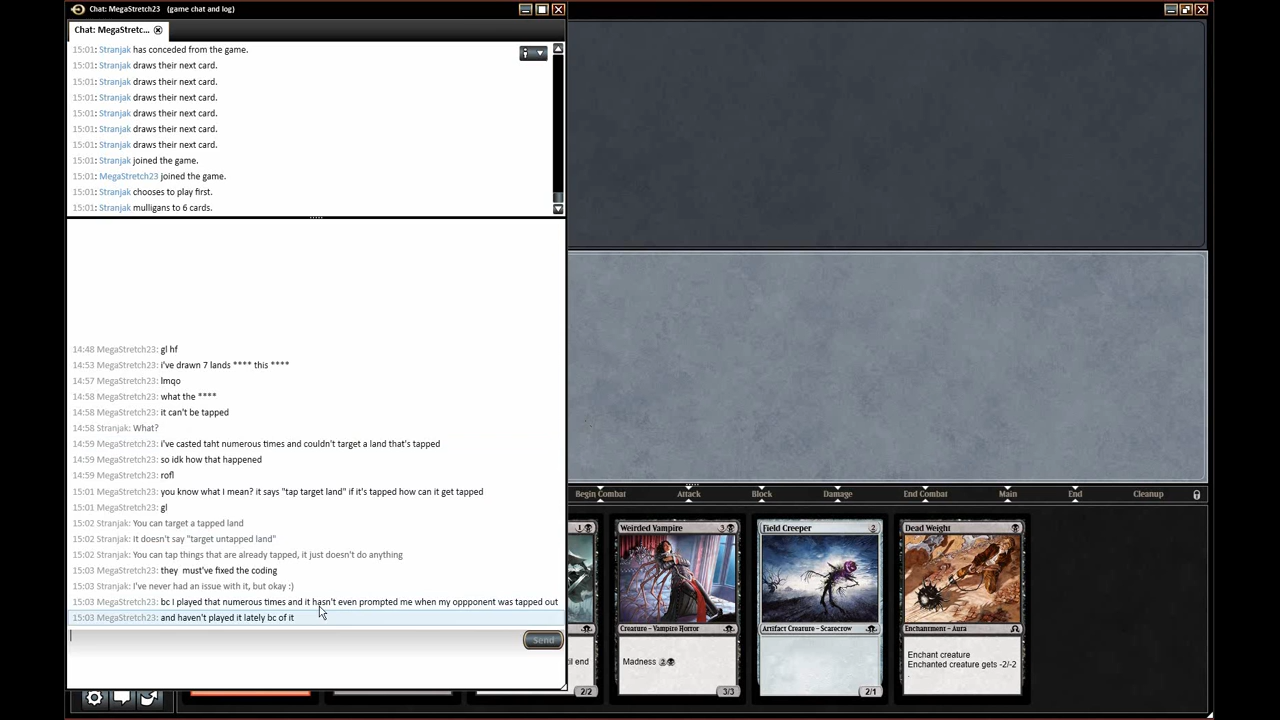 Chat: MegaStretch23 (game chat and log)
Chat: MegaStretc...
15:01: Stranjak has conceded from the game.
15:01: Stranjak draws their next card.
15:01: Stranjak draws their next card.
15:01: Stranjak draws their next card.
15:01: Stranjak draws their next card.
15:01: Stranjak draws their next card.
15:01: Stranjak draws their next card.
15:01: Stranjak joined the game.
15:01: MegaStretch23 joined the game.
15:01: Stranjak chooses to play first.
15:01: Stranjak mulligans to 6 cards.
14:48 MegaStretch23: gl hf
14:53 MegaStretch23: i've drawn 7 lands **** this ****
14:57 MegaStretch23: lmqo
14:58 MegaStretch23: what the ****
14:58 MegaStretch23: it can't be tapped
14:58 Stranjak: What?
14:59 MegaStretch23: i've casted taht numerous times and couldn't target a land that's tapped
14:59 MegaStretch23: so idk how that happened
14:59 MegaStretch23: rofl
15:01 MegaStretch23: you know what I mean? it says "tap target land" if it's tapped how can it get tapped
15:01 MegaStretch23: gl
15:02 Stranjak: You can target a tapped land
15:02 Stranjak: It doesn't say "target untapped land"
15:02 Stranjak: You can tap things that are already tapped, it just doesn't do anything
15:03 MegaStretch23: they must've fixed the coding
15:03 Stranjak: I've never had an issue with it, but okay :)
15:03 MegaStretch23: bc I played that numerous times and it hasn't even prompted me when my oppponent was tapped out
15:03 MegaStretch23: and haven't played it lately bc of it
Send
Begin Combat Attack Block Damage End Combat Main End Cleanup
1
til end
2/2
Weirded Vampire 3
Creature – Vampire Horror
Madness 2
3/3
Field Creeper 2
Artifact Creature – Scarecrow
2/1
Dead Weight
Enchantment – Aura
Enchant creature
Enchanted creature gets -2/-2
.